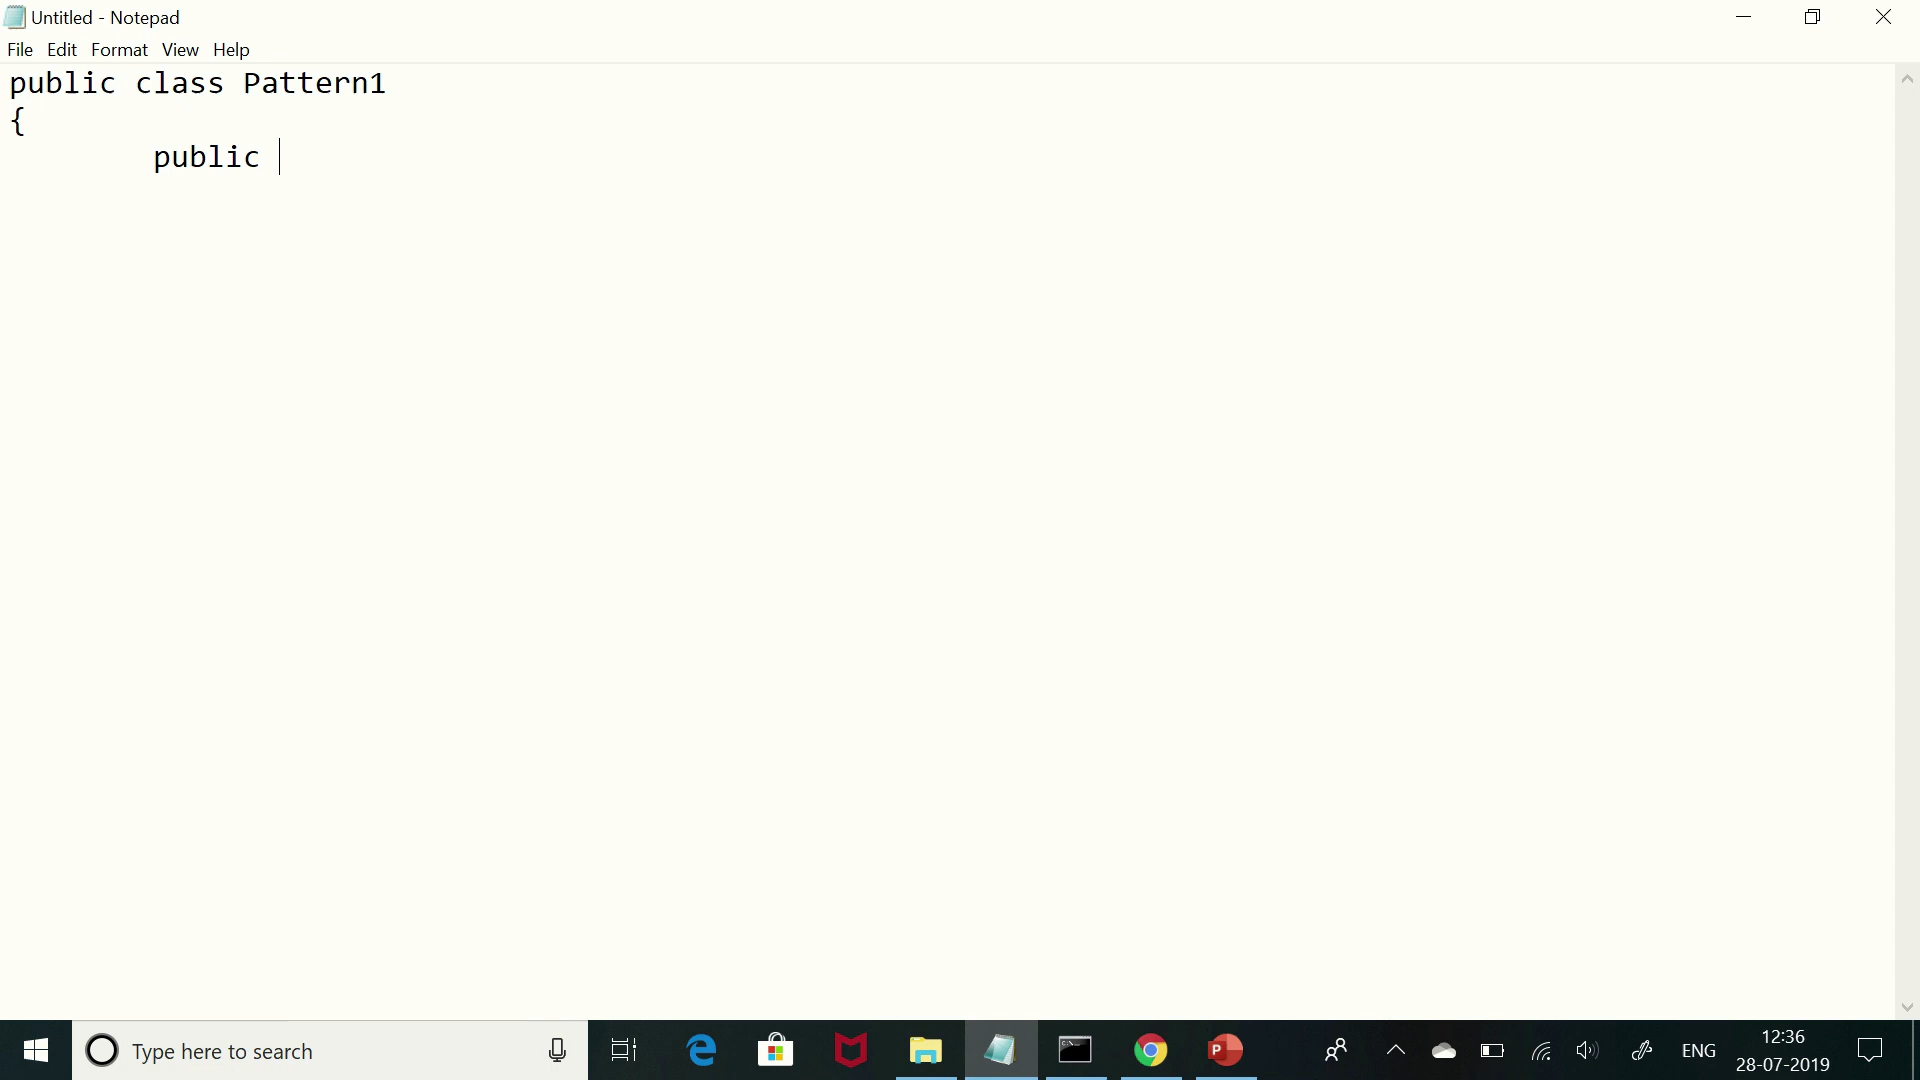 Untitled - Notepad
File Edit Format View Help
public class Pattern1
{
public
Type here to search
ENG
12:36
28-07-2019